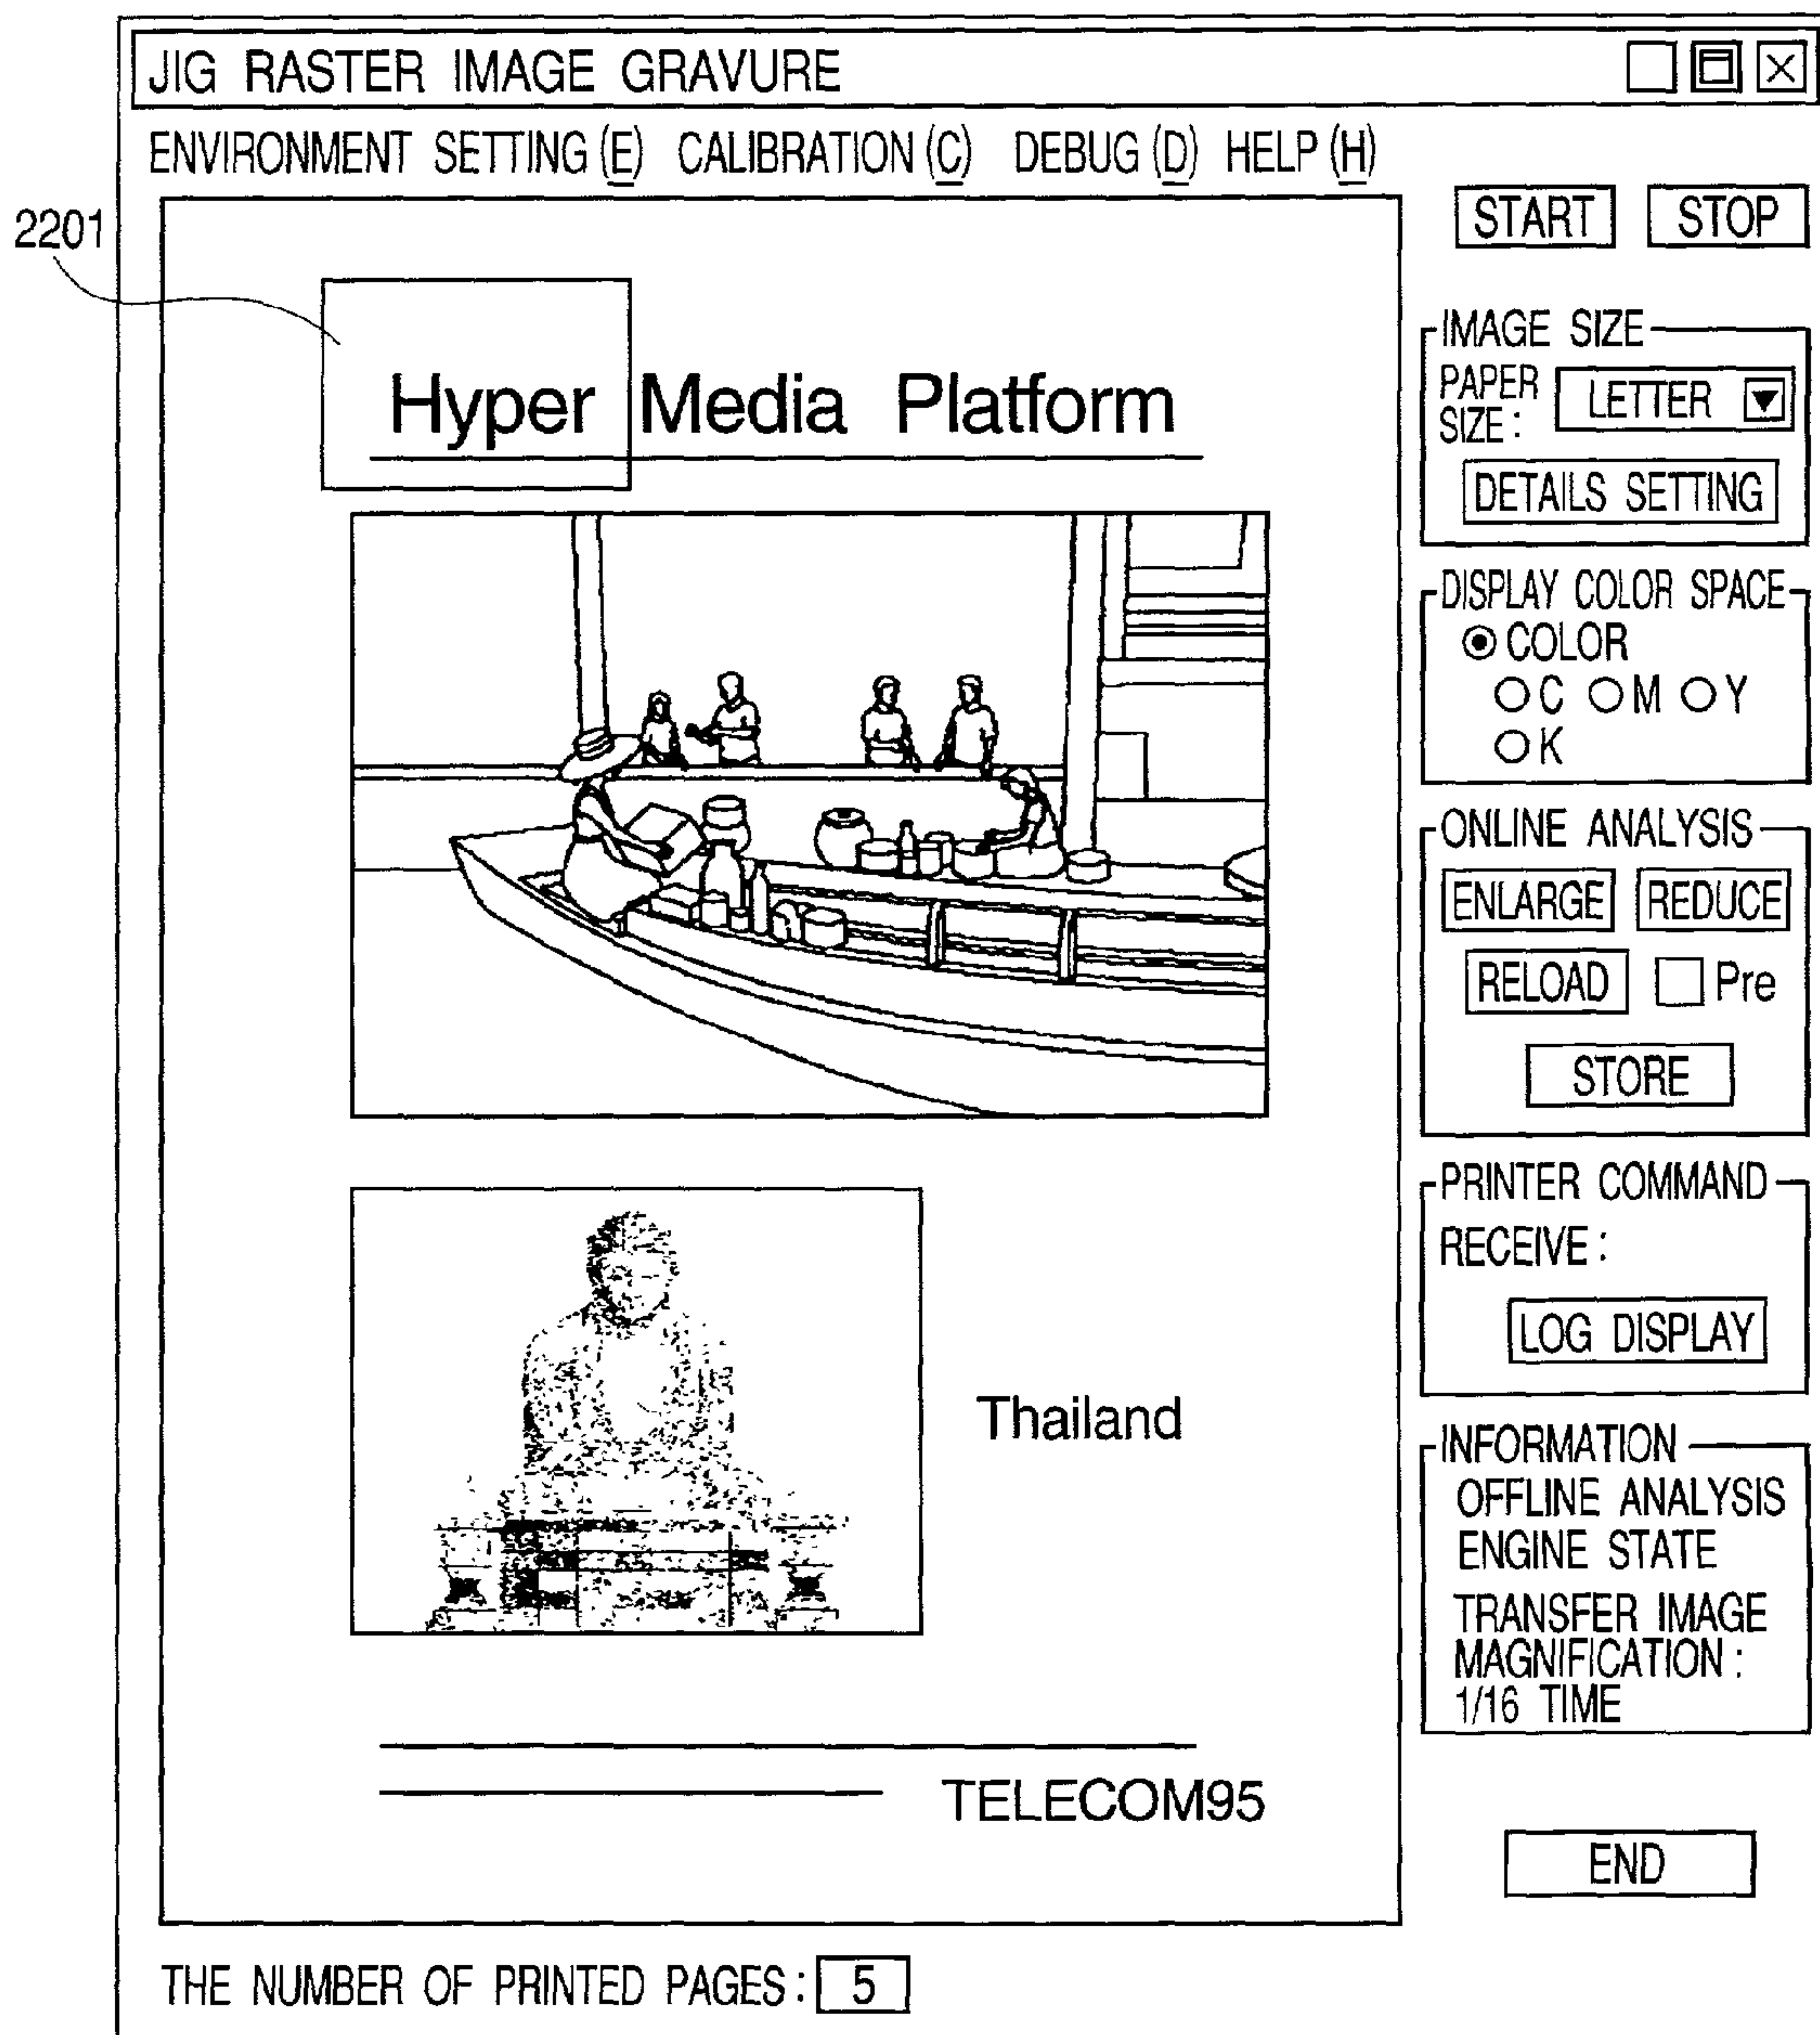 JIG RASTER IMAGE GRAVURE
ENVIRONMENT SETTING (E) CALIBRATION (C) DEBUG (D) HELP (H)
2201
START STOP
Hyper Media Platform
IMAGE SIZE
PAPER SIZE : LETTER
DETAILS SETTING
DISPLAY COLOR SPACE
COLOR
C M Y
K
ONLINE ANALYSIS
ENLARGE REDUCE
RELOAD Pre
STORE
PRINTER COMMAND
RECEIVE :
LOG DISPLAY
Thailand
INFORMATION
OFFLINE ANALYSIS
ENGINE STATE
TRANSFER IMAGE
MAGNIFICATION :
1/16 TIME
TELECOM95
END
THE NUMBER OF PRINTED PAGES : 5